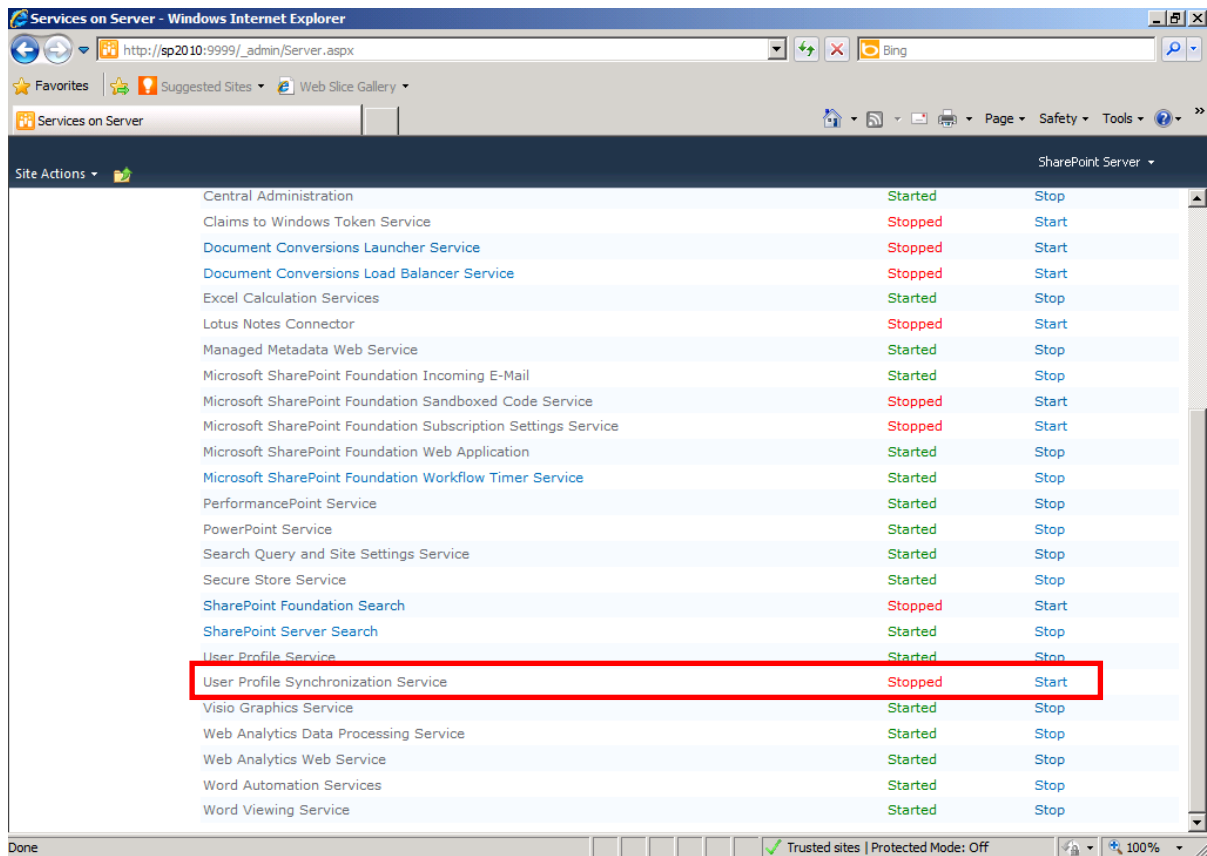 Services on Server - Windows Internet Explorer
http://sp2010:9999/_admin/Server.aspx
Bing
Favorites Suggested Sites Web Slice Gallery
Services on Server Page Safety Tools »
Site Actions SharePoint Server
Central Administration Started Stop
Claims to Windows Token Service Stopped Start
Document Conversions Launcher Service Stopped Start
Document Conversions Load Balancer Service Stopped Start
Excel Calculation Services Started Stop
Lotus Notes Connector Stopped Start
Managed Metadata Web Service Started Stop
Microsoft SharePoint Foundation Incoming E-Mail Started Stop
Microsoft SharePoint Foundation Sandboxed Code Service Stopped Start
Microsoft SharePoint Foundation Subscription Settings Service Stopped Start
Microsoft SharePoint Foundation Web Application Started Stop
Microsoft SharePoint Foundation Workflow Timer Service Started Stop
PerformancePoint Service Started Stop
PowerPoint Service Started Stop
Search Query and Site Settings Service Started Stop
Secure Store Service Started Stop
SharePoint Foundation Search Stopped Start
SharePoint Server Search Started Stop
User Profile Service Started Stop
User Profile Synchronization Service Stopped Start
Visio Graphics Service Started Stop
Web Analytics Data Processing Service Started Stop
Web Analytics Web Service Started Stop
Word Automation Services Started Stop
Word Viewing Service Started Stop
Done Trusted sites | Protected Mode: Off 100%